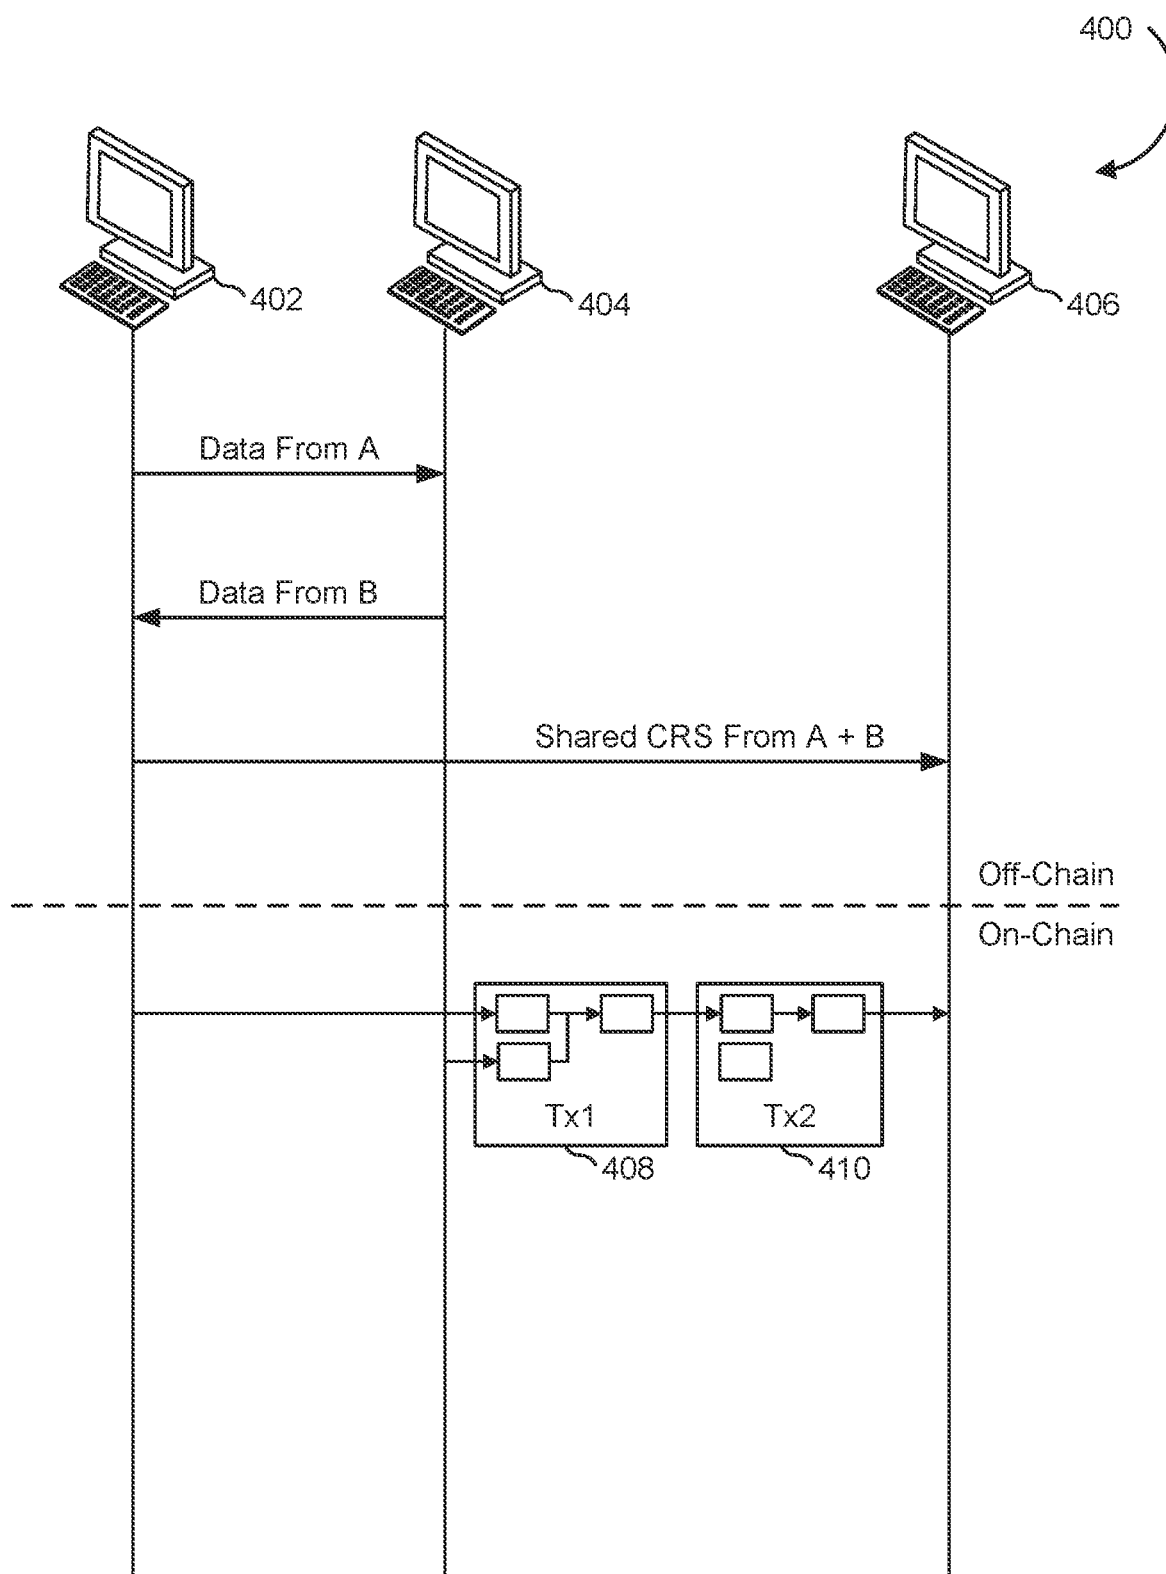 400
402
404
406
Data From A
Data From B
Shared CRS From A + B
Off-Chain
On-Chain
Tx1
Tx2
408
410